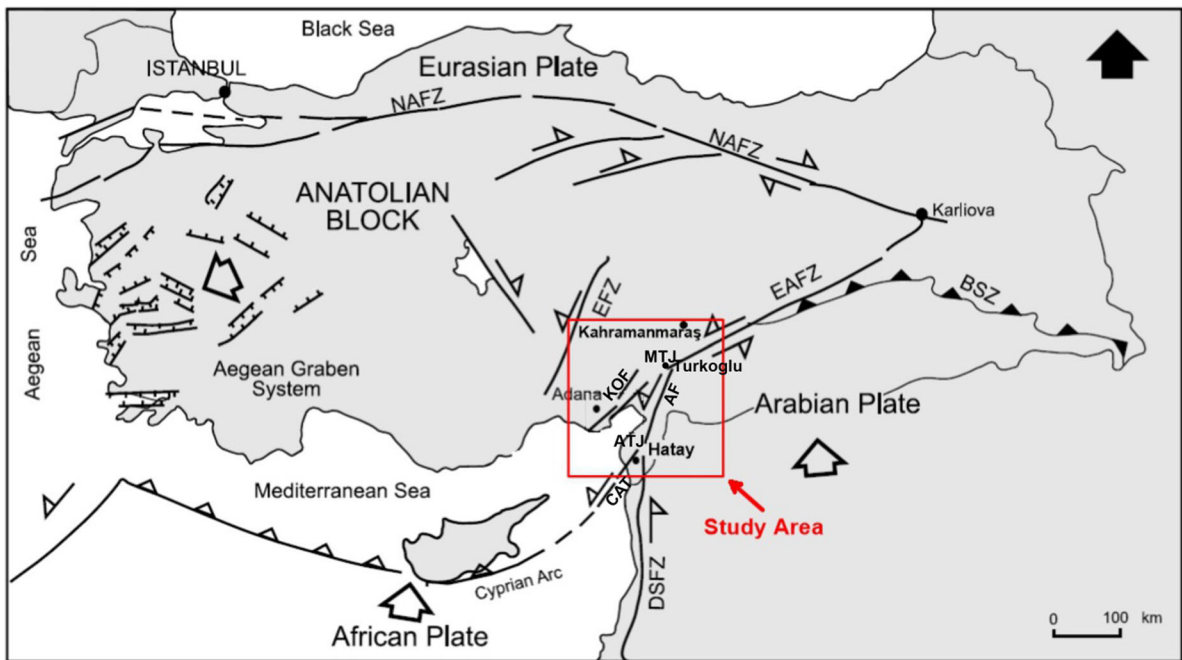 Black Sea
ISTANBUL
Eurasian Plate
NAFZ
NAFZ
ANATOLIAN
BLOCK
Karliova
Sea
Aegean
EFZ
EAFZ
BSZ
Kahramanmaraş
MTJ
Turkoglu
Aegean Graben
System
Adana
KOF
AF
Arabian Plate
ATJ
Hatay
Mediterranean Sea
CAT
Study Area
Cyprian Arc
DSFZ
African Plate
0 100
km